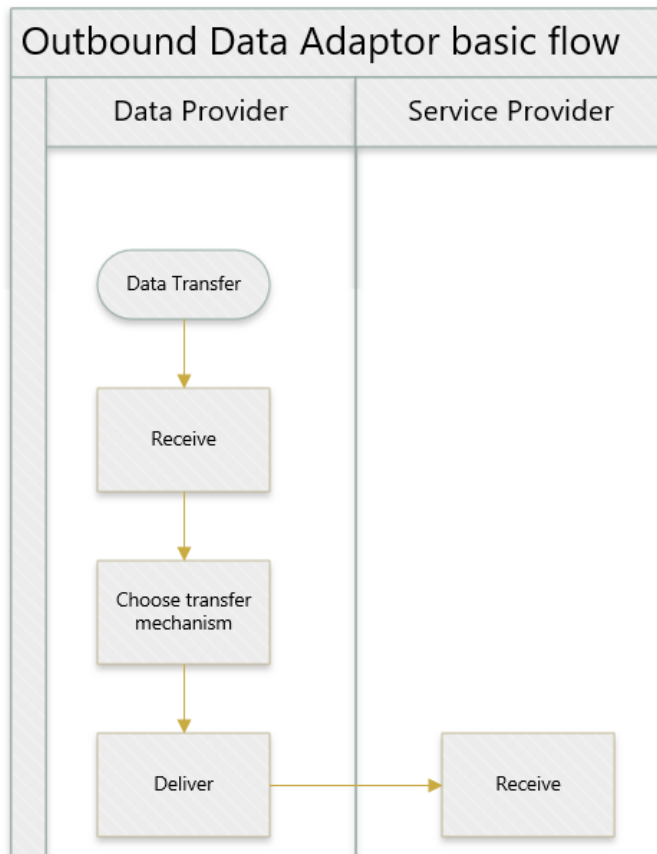 Outbound Data Adaptor basic flow
Data Provider
Service Provider
Data Transfer
Receive
Choose transfer
mechanism
Deliver
Receive